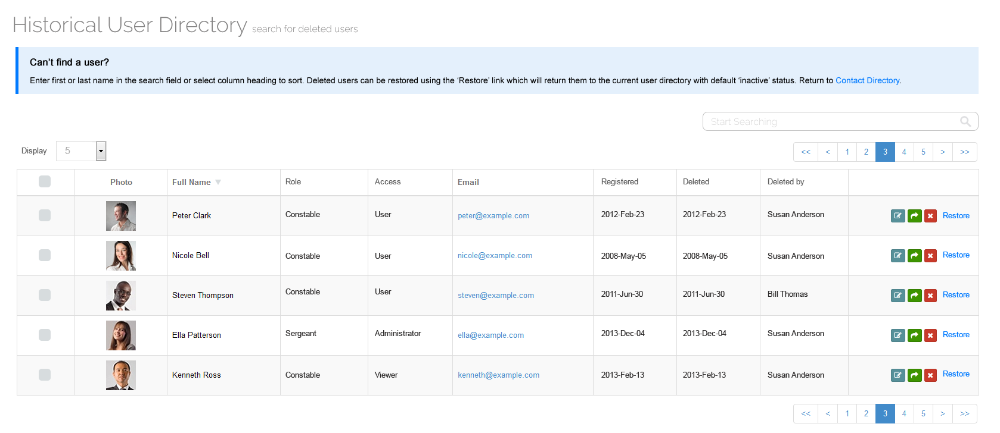 Historical User Directory search for deleted users
Can't find a user?
Enter first or last name in the search field or select column heading to sort. Deleted users can be restored using the ‘Restore’ link which will return them to the current user directory with default ‘inactive’ status. Return to Contact Directory.
Start Searching
Display 5 << < 1 2 3 4 5 > >>
Photo Full Name Role Access Email Registered Deleted Deleted by
Peter Clark Constable User peter@example.com 2012-Feb-23 2012-Feb-23 Susan Anderson Restore
Nicole Bell Constable User nicole@example.com 2008-May-05 2008-May-05 Susan Anderson Restore
Steven Thompson Constable User steven@example.com 2011-Jun-30 2011-Jun-30 Bill Thomas Restore
Ella Patterson Sergeant Administrator ella@example.com 2013-Dec-04 2013-Dec-04 Susan Anderson Restore
Kenneth Ross Constable Viewer kenneth@example.com 2013-Feb-13 2013-Feb-13 Susan Anderson Restore
<< < 1 2 3 4 5 > >>